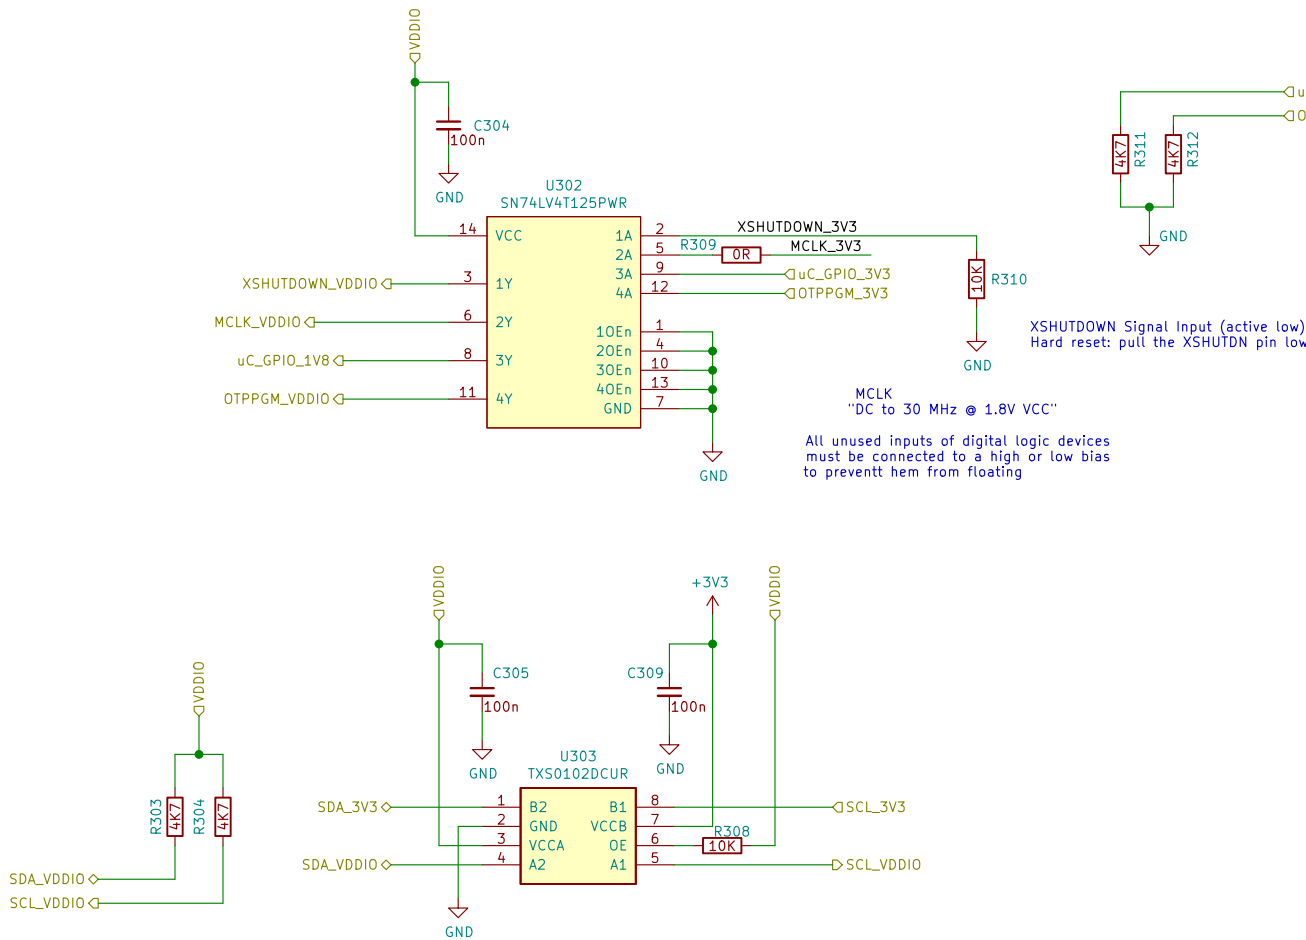 VDDIO
C304
100n
GND
U302
SN74LV4T125PWR
14 VCC 1A 2 XSHUTDOWN_3V3
2A 5 R309 0R MCLK_3V3
XSHUTDOWN_VDDIO 3 1Y 3A 9 uC_GPIO_3V3
4A 12 OTPPGM_3V3
MCLK_VDDIO 6 2Y 1OEn 1
2OEn 4
uC_GPIO_1V8 8 3Y 3OEn 10
4OEn 13
OTPPGM_VDDIO 11 4Y GND 7
GND
10K R310
GND
u
O
4K7 R311 4K7 R312
GND
XSHUTDOWN Signal Input (active low)
Hard reset: pull the XSHUTDN pin low
MCLK
"DC to 30 MHz @ 1.8V VCC"
All unused inputs of digital logic devices
must be connected to a high or low bias
to preventt hem from floating
VDDIO
+3V3
VDDIO
C305
100n
GND
C309
100n
GND
VDDIO
R303 4K7 R304 4K7
SDA_VDDIO
SCL_VDDIO
U303
TXS0102DCUR
SDA_3V3 1 B2 B1 8 SCL_3V3
2 GND VCCB 7
3 VCCA OE 6 R308 10K
SDA_VDDIO 4 A2 A1 5 SCL_VDDIO
GND